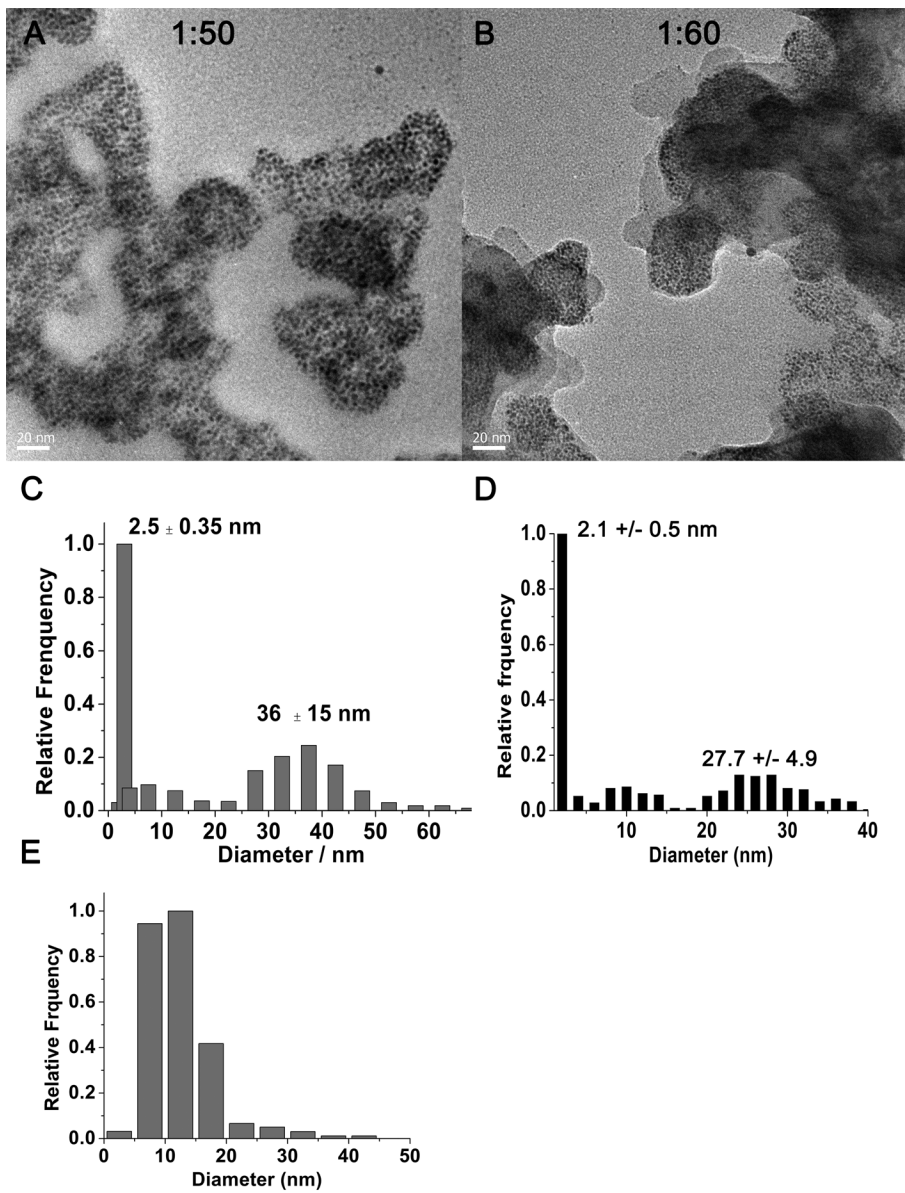 A 1:50
B 1:60
20 nm
20 nm
C
2.5 ± 0.35 nm
36 ± 15 nm
Relative Frenquency
1.0
0.8
0.6
0.4
0.2
0.0
0 10 20 30 40 50 60
Diameter / nm
D
2.1 +/- 0.5 nm
27.7 +/- 4.9
Relative frquency
1.0
0.8
0.6
0.4
0.2
0.0
10 20 30 40
Diameter (nm)
E
Relative Frquency
1.0
0.8
0.6
0.4
0.2
0.0
0 10 20 30 40 50
Diameter (nm)